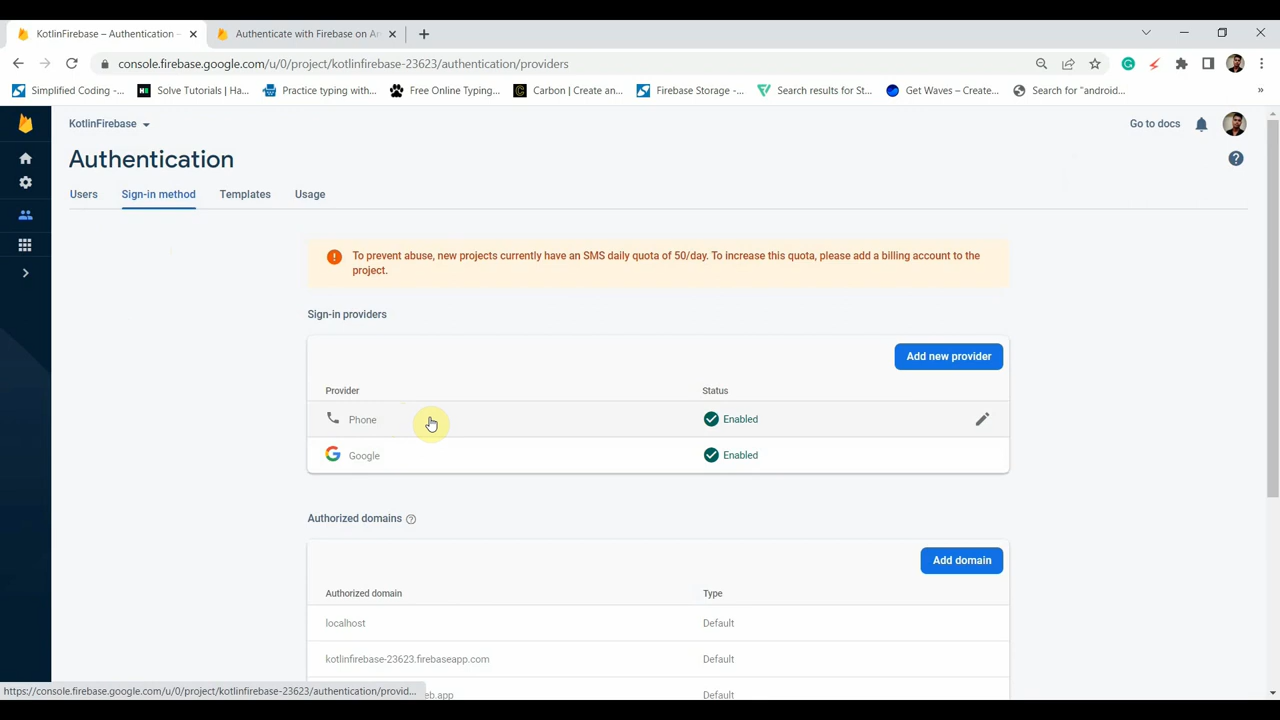 KotlinFirebase – Authentication –
Authenticate with Firebase on An
console.firebase.google.com/u/0/project/kotlinfirebase-23623/authentication/providers
Simplified Coding -...
Solve Tutorials | Ha...
Practice typing with...
Free Online Typing...
Carbon | Create an...
Firebase Storage -...
Search results for St...
Get Waves – Create...
Search for "android...
»
KotlinFirebase
Go to docs
Authentication
Users
Sign-in method
Templates
Usage
To prevent abuse, new projects currently have an SMS daily quota of 50/day. To increase this quota, please add a billing account to the
project.
Sign-in providers
Add new provider
Provider
Status
Phone
Enabled
Google
Enabled
Authorized domains
Add domain
Authorized domain
Type
localhost
Default
kotlinfirebase-23623.firebaseapp.com
Default
eb.app
Default
https://console.firebase.google.com/u/0/project/kotlinfirebase-23623/authentication/provid...